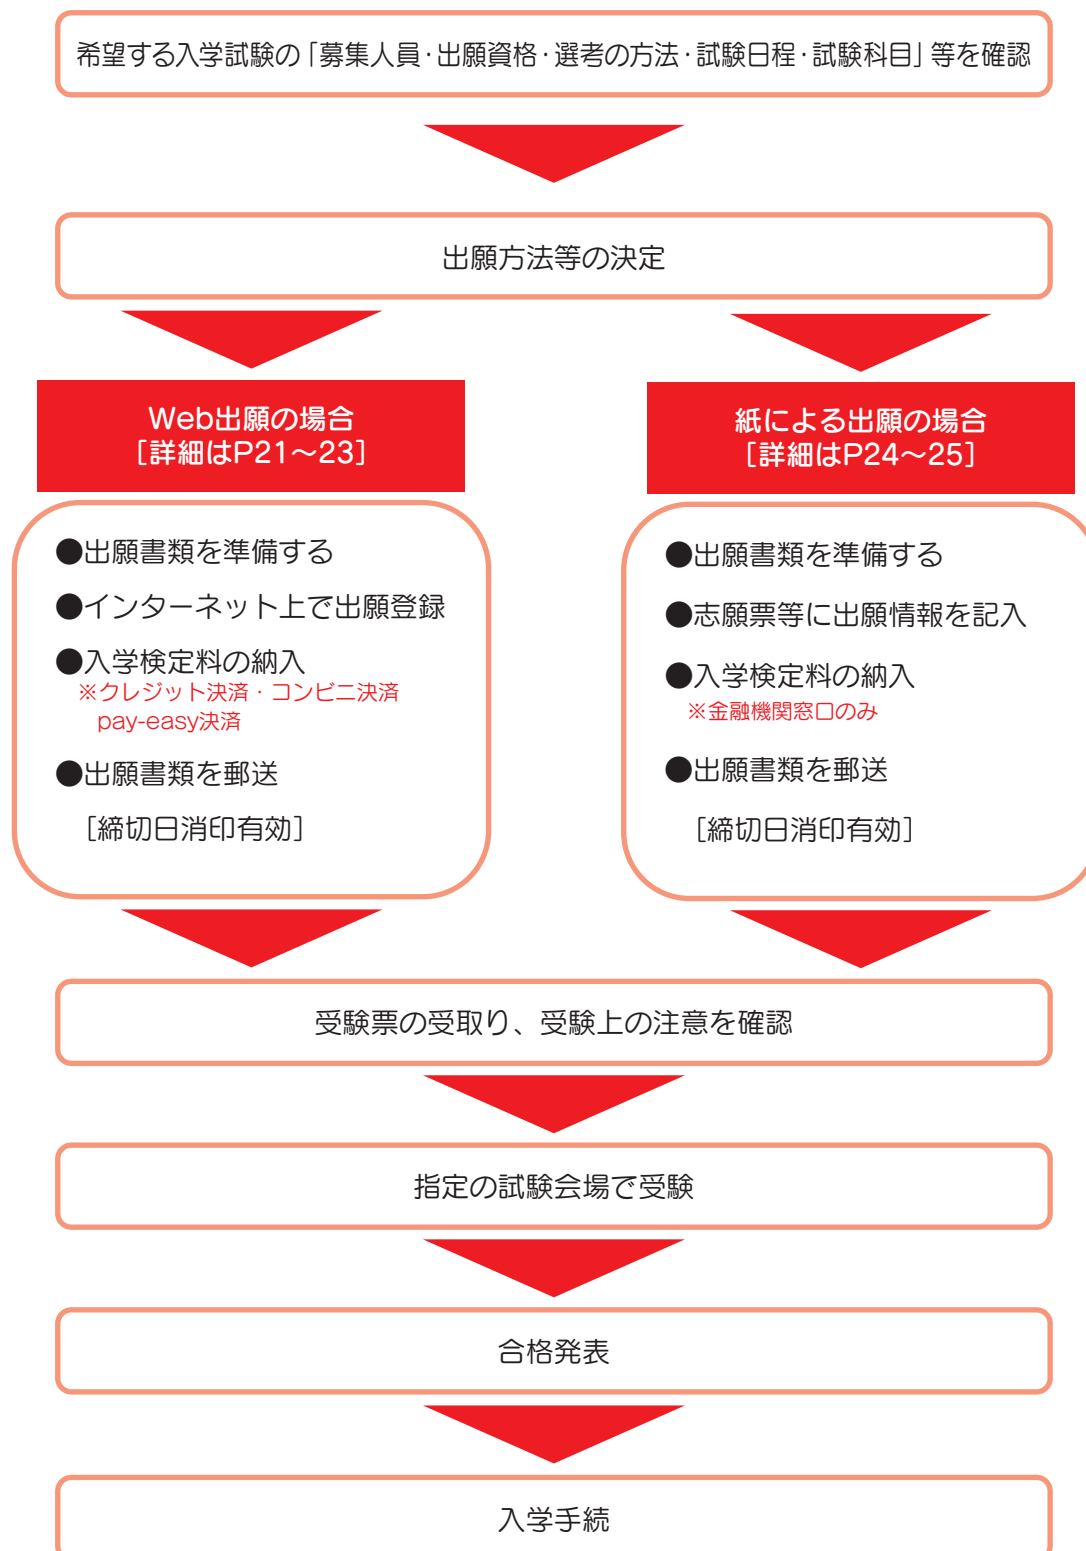 希望する入学試験の「募集人員・出願資格・選考の方法・試験日程・試験科目」等を確認
出願方法等の決定
Web出願の場合
［詳細はP21〜23］
●出願書類を準備する
●インターネット上で出願登録
●入学検定料の納入
※クレジット決済・コンビニ決済
pay-easy決済
●出願書類を郵送
［締切日消印有効］
紙による出願の場合
［詳細はP24〜25］
●出願書類を準備する
●志願票等に出願情報を記入
●入学検定料の納入
※金融機関窓口のみ
●出願書類を郵送
［締切日消印有効］
受験票の受取り、受験上の注意を確認
指定の試験会場で受験
合格発表
入学手続